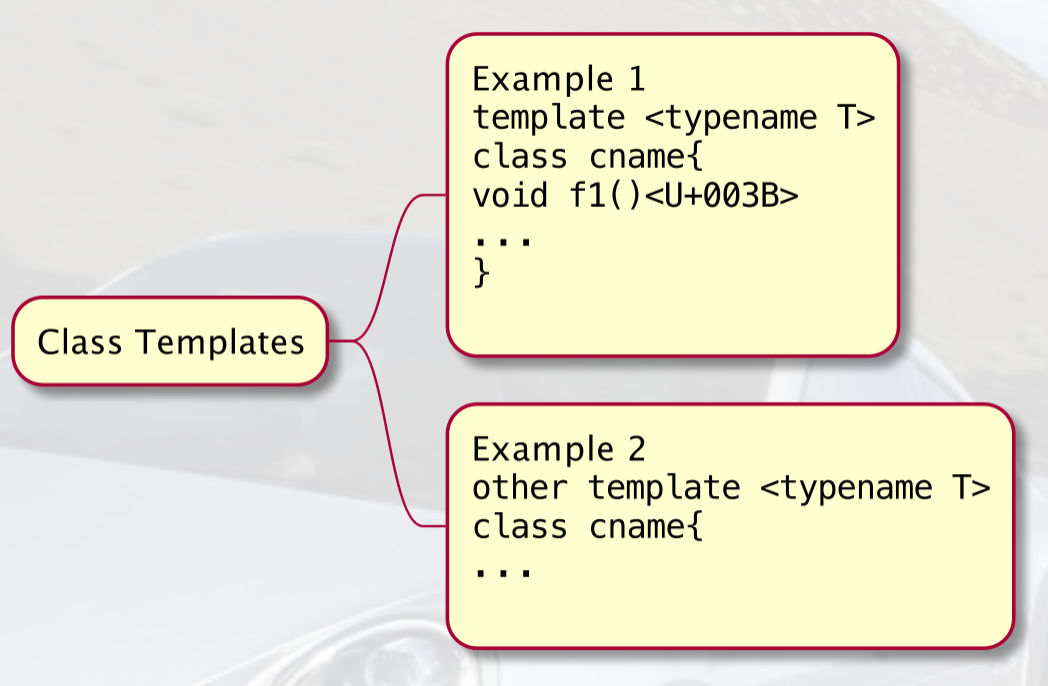 Class Templates
Example 1
template <typename T>
class cname{
void f1()<U+003B>
...
}
Example 2
other template <typename T>
class cname{
...